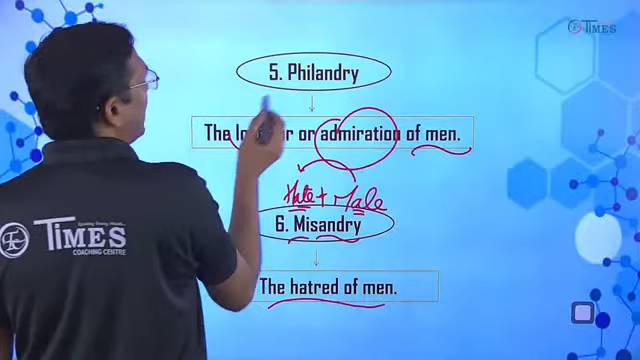 TIMES
5. Philandry
The lo or or admiration of men.
Hate + Male
6. Misandry
The hatred of men.
TIMES
COACHING CENTRE